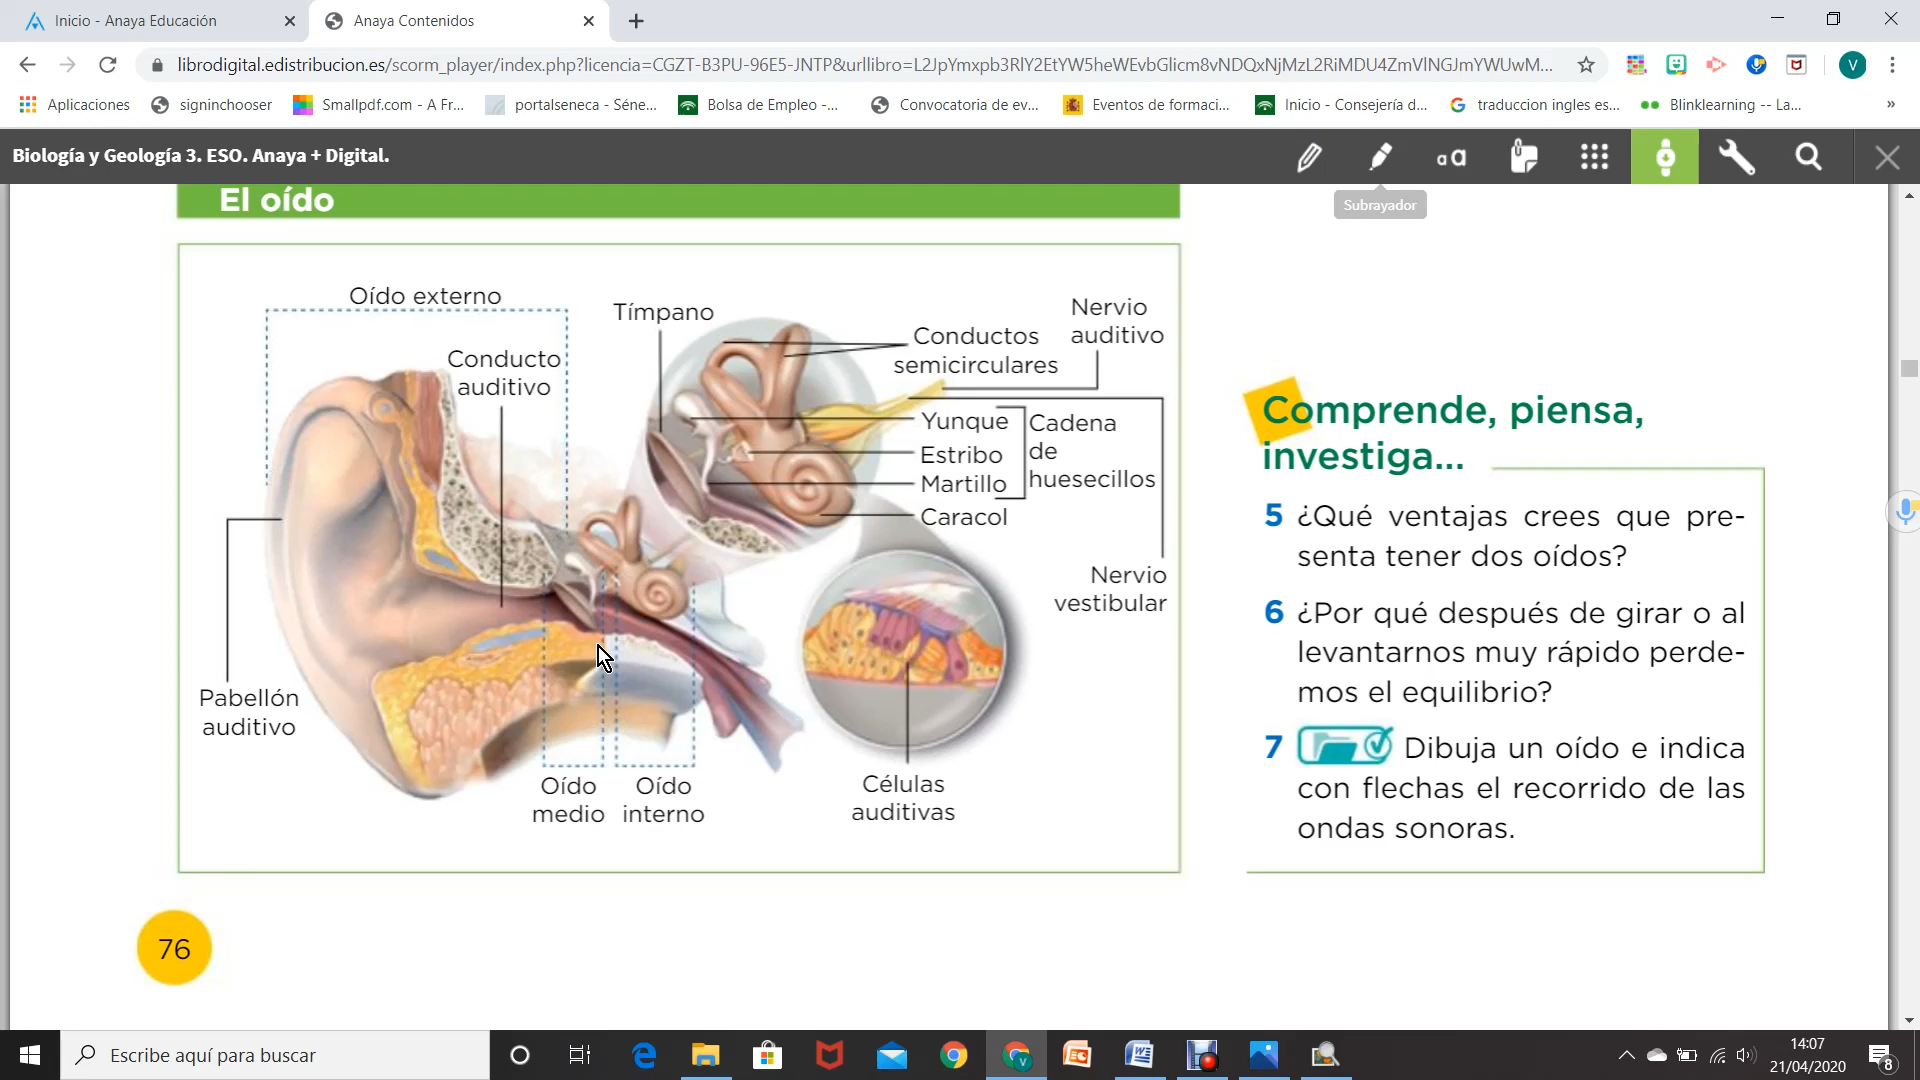 Inicio - Anaya Educación
Anaya Contenidos
librodigital.edistribucion.es/scorm_player/index.php?licencia=CGZT-B3PU-96E5-JNTP&urllibro=
Aplicaciones
signinchooser
Smallpdf.com - A Fr...
portalseneca - Séne...
Bolsa de Empleo -...
Convocatoria de ev...
Eventos de formaci...
Inicio - Consejería d...
traduccion ingles es...
Blinklearning -- La...
»
Biología y Geología 3. ESO. Anaya + Digital.
a a
Subrayador
El oído
Oído externo
Conducto
auditivo
Tímpano
Conductos
semicirculares
Nervio
auditivo
Yunque
Estribo
Martillo
Cadena
de
huesecillos
Caracol
Nervio
vestibular
Pabellón
auditivo
Oído
medio
Oído
interno
Células
auditivas
Comprende, piensa,
investiga...
5 ¿Qué ventajas crees que pre-
senta tener dos oídos?
6 ¿Por qué después de girar o al
levantarnos muy rápido perde-
mos el equilibrio?
7 Dibuja un oído e indica
con flechas el recorrido de las
ondas sonoras.
76
Escribe aquí para buscar
14:07
21/04/2020
8